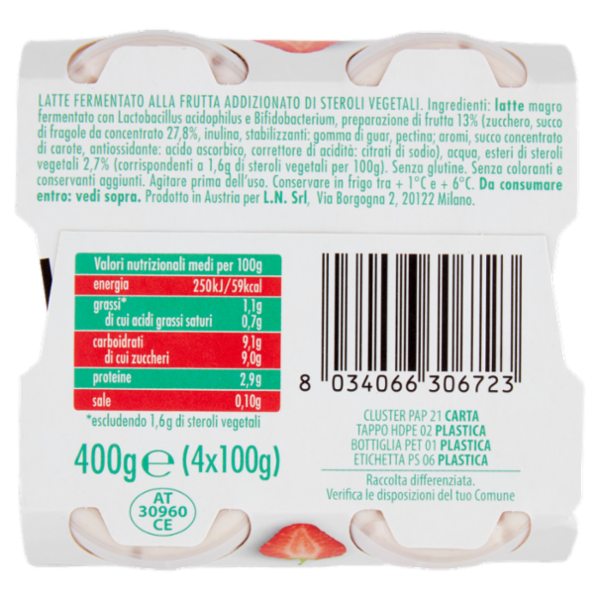 LATTE FERMENTATO ALLA FRUTTA ADDIZIONATO DI STEROLI VEGETALI. Ingredienti: latte magro
fermentato con Lactobacillus acidophilus e Bifidobacterium, preparazione di frutta 13% (zucchero, succo
di fragole da concentrato 27,8%, inulina, stabilizzanti: gomma di guar, pectina; aromi, succo concentrato
di carote, antiossidante: acido ascorbico, correttore di acidità: citrati di sodio), acqua, esteri di steroli
vegetali 2,7% (corrispondenti a 1,6g di steroli vegetali per 100g). Senza glutine. Senza coloranti e
conservanti aggiunti. Agitare prima dell'uso. Conservare in frigo tra + 1°C e + 6°C. Da consumare
entro: vedi sopra. Prodotto in Austria per L.N. Srl, Via Borgogna 2, 20122 Milano.
Valori nutrizionali medi per 100g
energia 250kJ/59kcal
grassi* 1,1g
di cui acidi grassi saturi 0,7g
carboidrati 9,1g
di cui zuccheri 9,0g
proteine 2,9g
sale 0,10g
*escludendo 1,6g di steroli vegetali
400g e (4x100g)
AT
30960
CE
8 034066 306723
CLUSTER PAP 21 CARTA
TAPPO HDPE 02 PLASTICA
BOTTIGLIA PET 01 PLASTICA
ETICHETTA PS 06 PLASTICA
Raccolta differenziata.
Verifica le disposizioni del tuo Comune